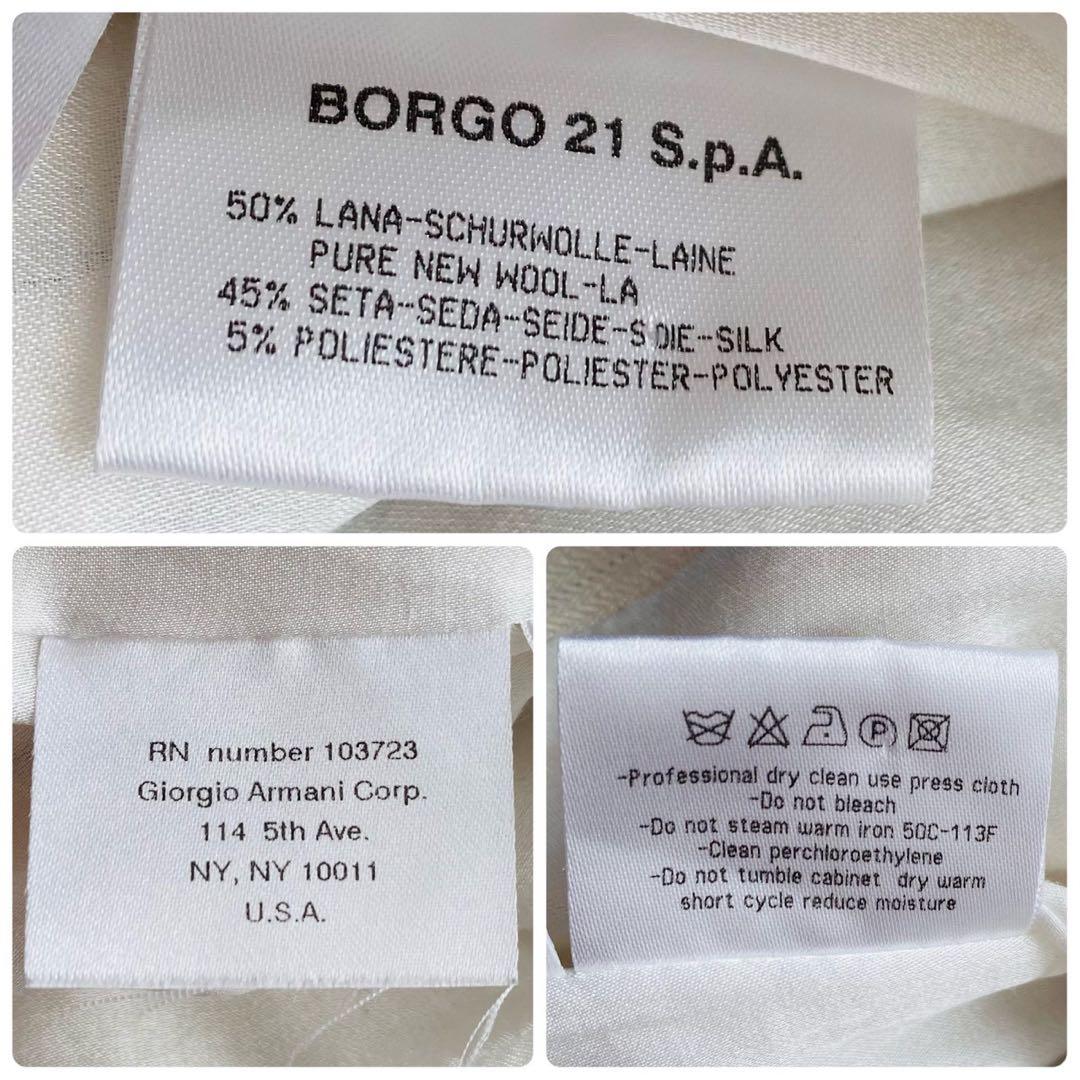 BORGO 21 S.p.A.
50% LANA-SCHURWOLLE-LAINE
PURE NEW WOOL-LA
45% SETA-SEDA-SEIDE-S DIE-SILK
5% POLIESTERE-POLIESTER-POLYESTER
RN number 103723
Giorgio Armani Corp.
114 5th Ave.
NY, NY 10011
U.S.A.
P
-Professional dry clean use press cloth
-Do not bleach
-Do not steam warm iron 50C-113F
-Clean perchloroethylene
-Do not tumble cabinet dry warm
short cycle reduce moisture